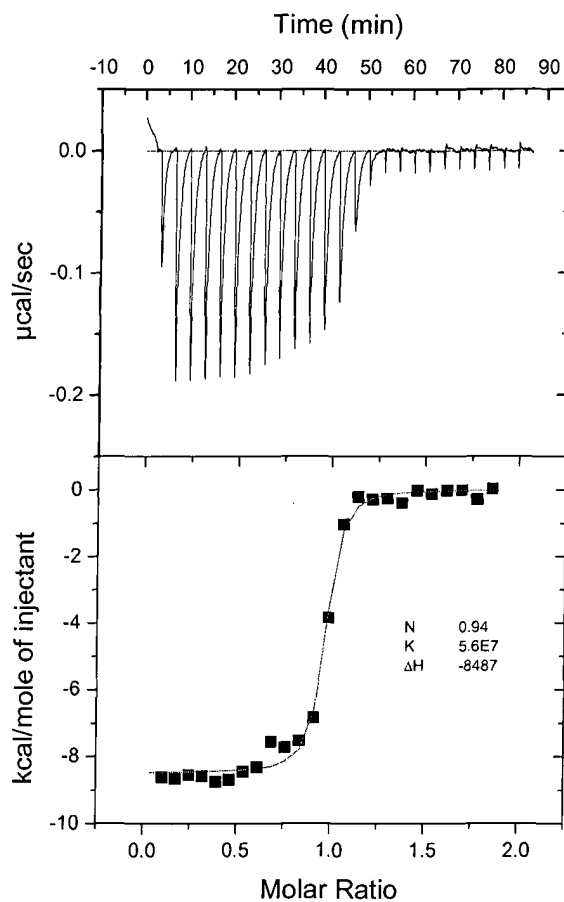 Time (min)
-10 0 10 20 30 40 50 60 70 80 90
0.0
-0.1
-0.2
µcal/sec
0
-2
-4
-6
-8
-10
kcal/mole of injectant
N 0.94
K 5.6E7
ΔH -8487
0.0 0.5 1.0 1.5 2.0
Molar Ratio